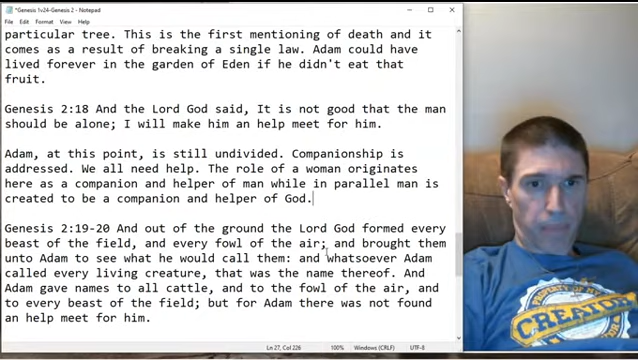 *Genesis 1v24-Genesis 2 - Notepad
File Edit Format View Help
particular tree. This is the first mentioning of death and it
comes as a result of breaking a single law. Adam could have
lived forever in the garden of Eden if he didn't eat that
fruit.
Genesis 2:18 And the Lord God said, It is not good that the man
should be alone; I will make him an help meet for him.
Adam, at this point, is still undivided. Companionship is
addressed. We all need help. The role of a woman originates
here as a companion and helper of man while in parallel man is
created to be a companion and helper of God.
Genesis 2:19-20 And out of the ground the Lord God formed every
beast of the field, and every fowl of the air; and brought them
unto Adam to see what he would call them: and whatsoever Adam
called every living creature, that was the name thereof. And
Adam gave names to all cattle, and to the fowl of the air, and
to every beast of the field; but for Adam there was not found
an help meet for him.
Ln 27, Col 226 100% Windows (CRLF) UTF-8
PROPERTY OF
CREATOR